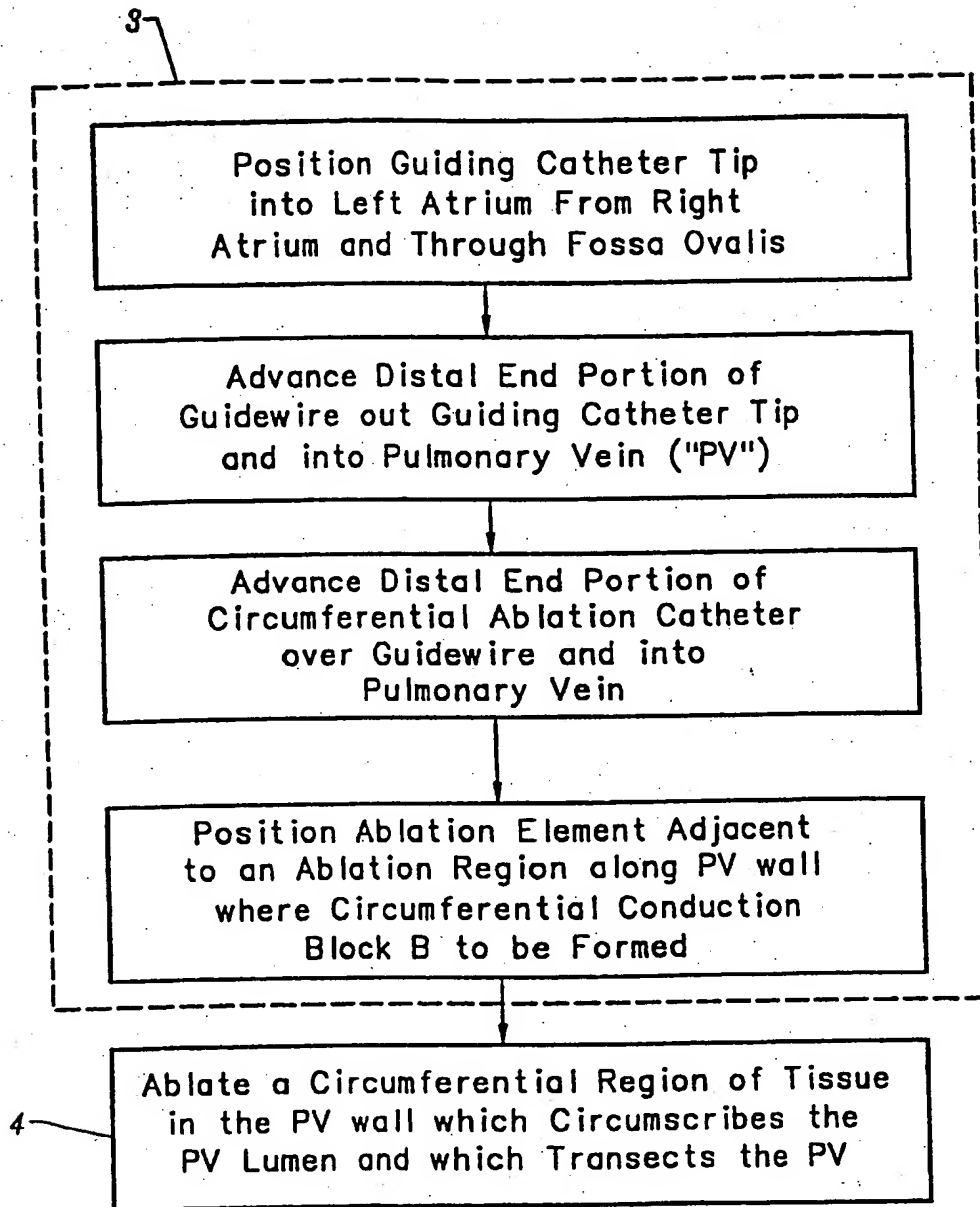 3
Position Guiding Catheter Tip
into Left Atrium From Right
Atrium and Through Fossa Ovalis
Advance Distal End Portion of
Guidewire out Guiding Catheter Tip
and into Pulmonary Vein ("PV")
Advance Distal End Portion of
Circumferential Ablation Catheter
over Guidewire and into
Pulmonary Vein
Position Ablation Element Adjacent
to an Ablation Region along PV wall
where Circumferential Conduction
Block B to be Formed
Ablate a Circumferential Region of Tissue
in the PV wall which Circumscribes the
PV Lumen and which Transects the PV
4